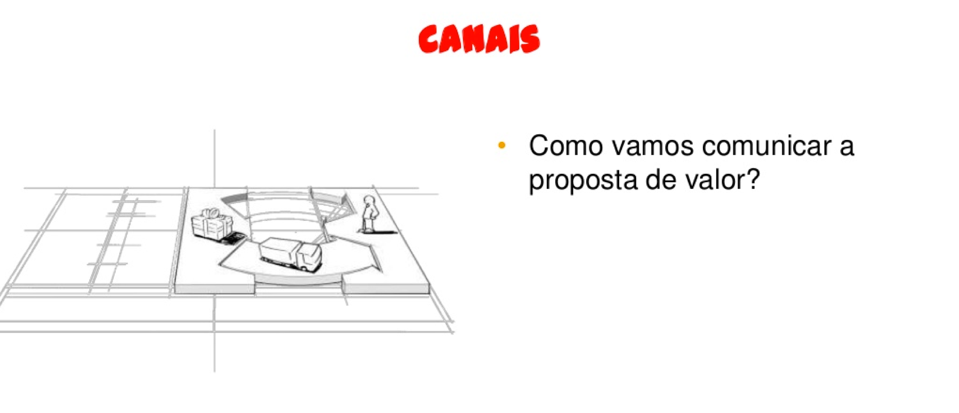 CANAIS
• Como vamos comunicar a
proposta de valor?